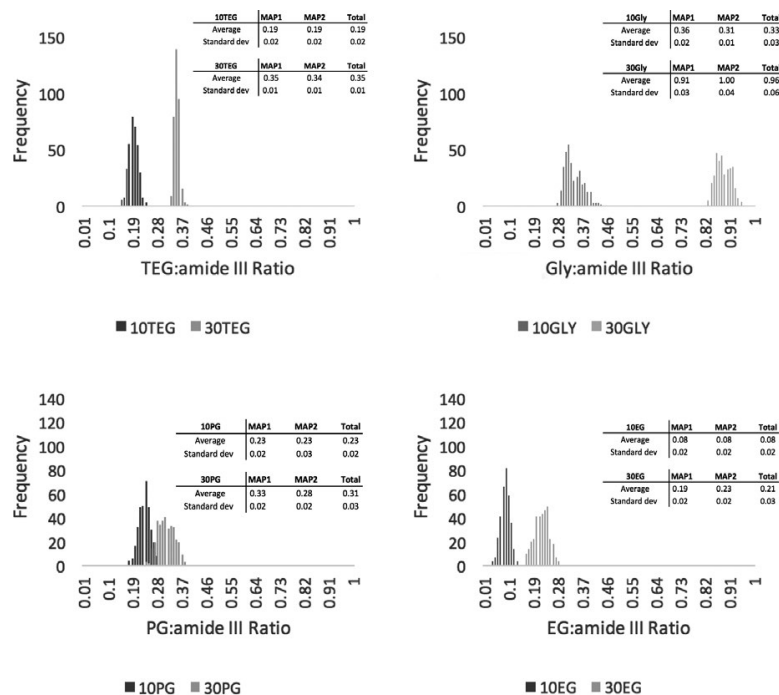 10TEG MAP1 MAP2 Total
Average 0.19 0.19 0.19
Standard dev 0.02 0.02 0.02
30TEG MAP1 MAP2 Total
Average 0.35 0.34 0.35
Standard dev 0.01 0.01 0.01
Frequency
150
100
50
0
0.01 0.1 0.19 0.28 0.37 0.46 0.55 0.64 0.73 0.82 0.91 1
TEG:amide III Ratio
10TEG 30TEG
10Gly MAP1 MAP2 Total
Average 0.36 0.31 0.33
Standard dev 0.02 0.01 0.03
30Gly MAP1 MAP2 Total
Average 0.91 1.00 0.96
Standard dev 0.03 0.04 0.06
Frequency
150
100
50
0
0.01 0.1 0.19 0.28 0.37 0.46 0.55 0.64 0.73 0.82 0.91 1
Gly:amide III Ratio
10GLY 30GLY
10PG MAP1 MAP2 Total
Average 0.23 0.23 0.23
Standard dev 0.02 0.03 0.02
30PG MAP1 MAP2 Total
Average 0.33 0.28 0.31
Standard dev 0.02 0.02 0.03
Frequency
140
120
100
80
60
40
20
0
0.01 0.1 0.19 0.28 0.37 0.46 0.55 0.64 0.73 0.82 0.91 1
PG:amide III Ratio
10PG 30PG
10EG MAP1 MAP2 Total
Average 0.08 0.08 0.08
Standard dev 0.02 0.02 0.02
30EG MAP1 MAP2 Total
Average 0.19 0.23 0.21
Standard dev 0.02 0.02 0.03
Frequency
140
120
100
80
60
40
20
0
0.01 0.1 0.19 0.28 0.37 0.46 0.55 0.64 0.73 0.82 0.91 1
EG:amide III Ratio
10EG 30EG